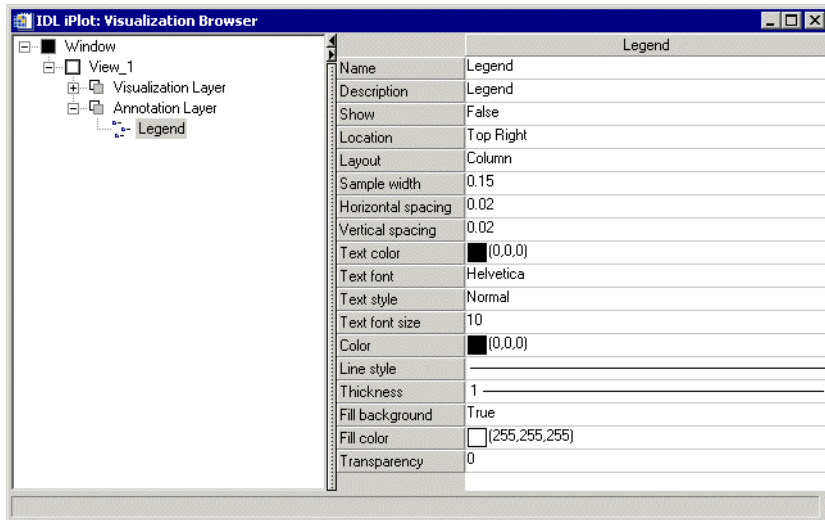 IDL iPlot: Visualization Browser
Window
View_1
Visualization Layer
Annotation Layer
Legend
Legend
Name Legend
Description Legend
Show False
Location Top Right
Layout Column
Sample width 0.15
Horizontal spacing 0.02
Vertical spacing 0.02
Text color (0,0,0)
Text font Helvetica
Text style Normal
Text font size 10
Color (0,0,0)
Line style
Thickness 1
Fill background True
Fill color (255,255,255)
Transparency 0